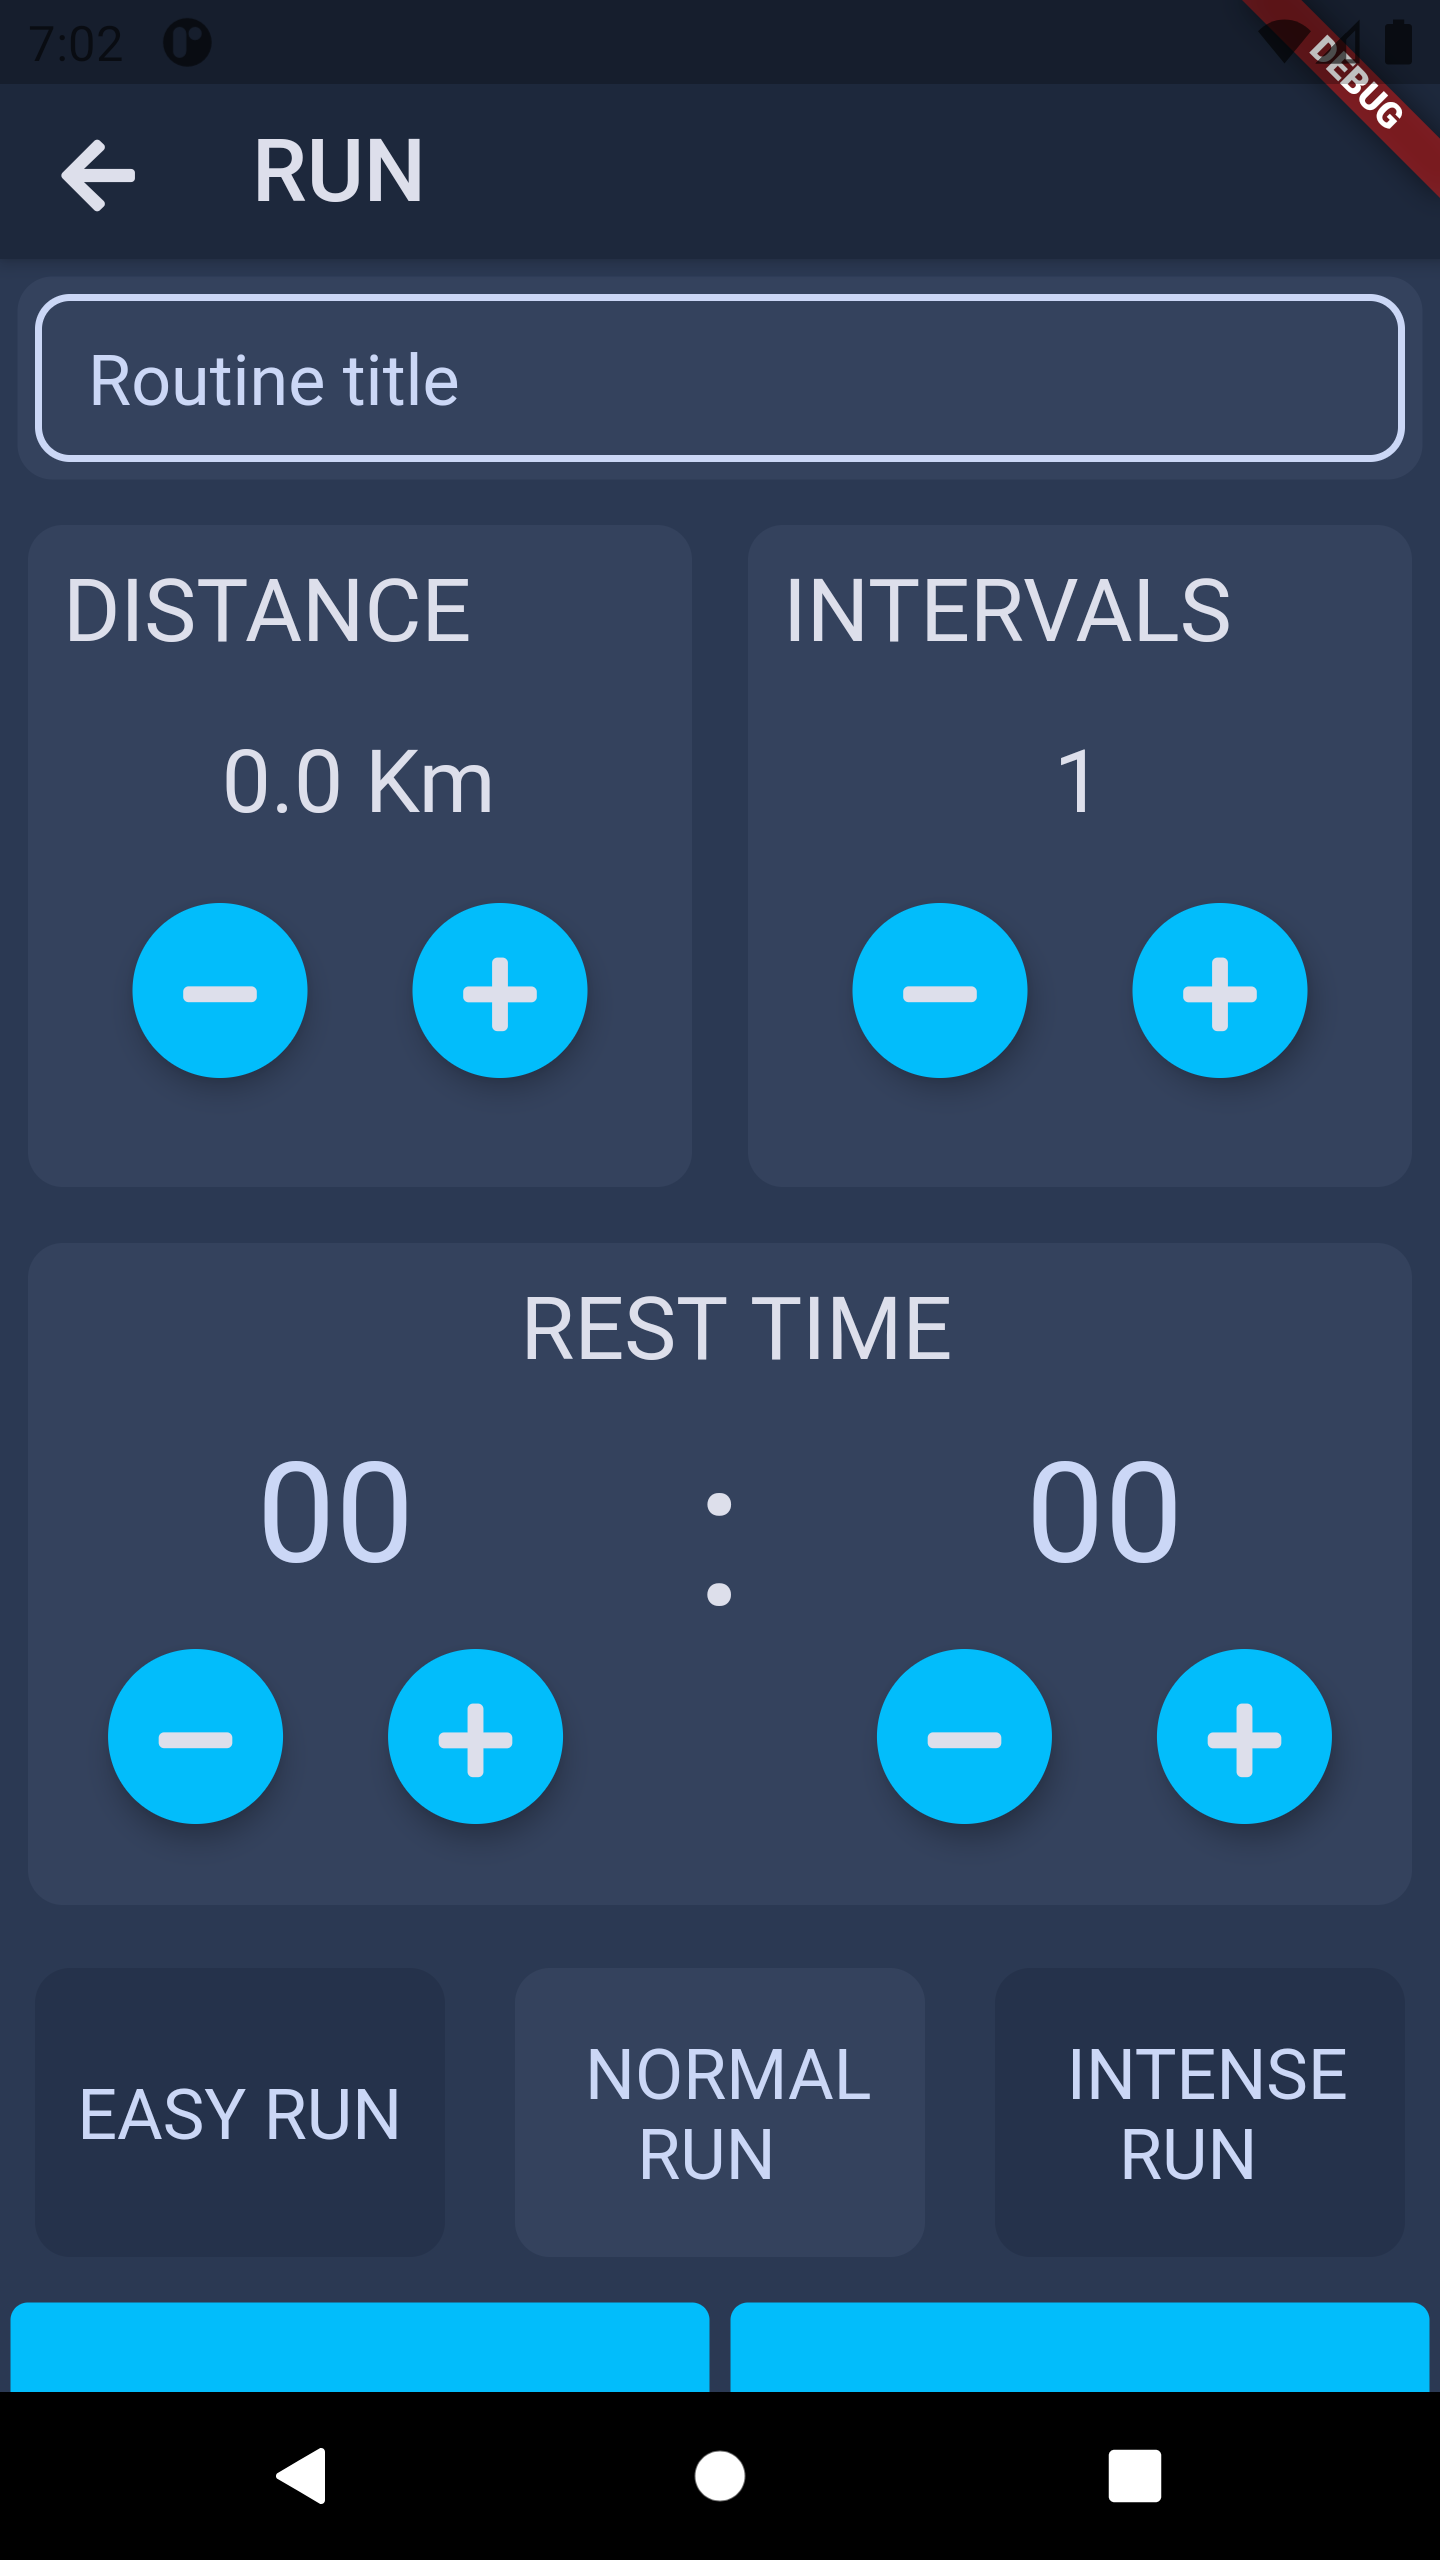 7:02
DEBUG
RUN
Routine title
DISTANCE
INTERVALS
0.0 Km
1
REST TIME
00 : 00
EASY RUN
NORMAL
RUN
INTENSE
RUN